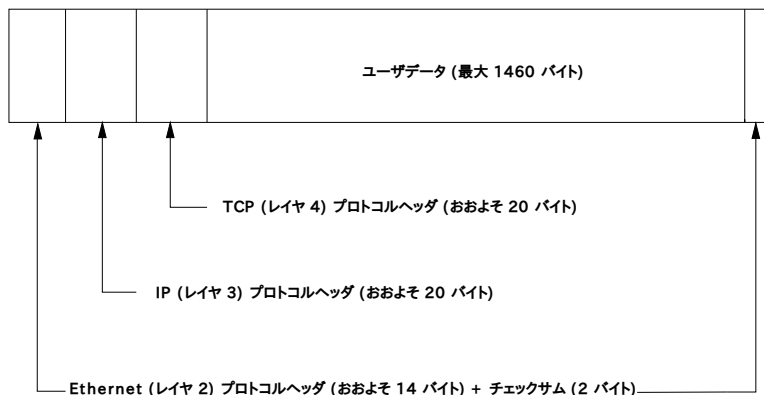 ユーザデータ (最大 1460 バイト)
TCP (レイヤ 4) プロトコルヘッダ (おおよそ 20 バイト)
IP (レイヤ 3) プロトコルヘッダ (おおよそ 20 バイト)
Ethernet (レイヤ 2) プロトコルヘッダ (おおよそ 14 バイト) + チェックサム (2 バイト)